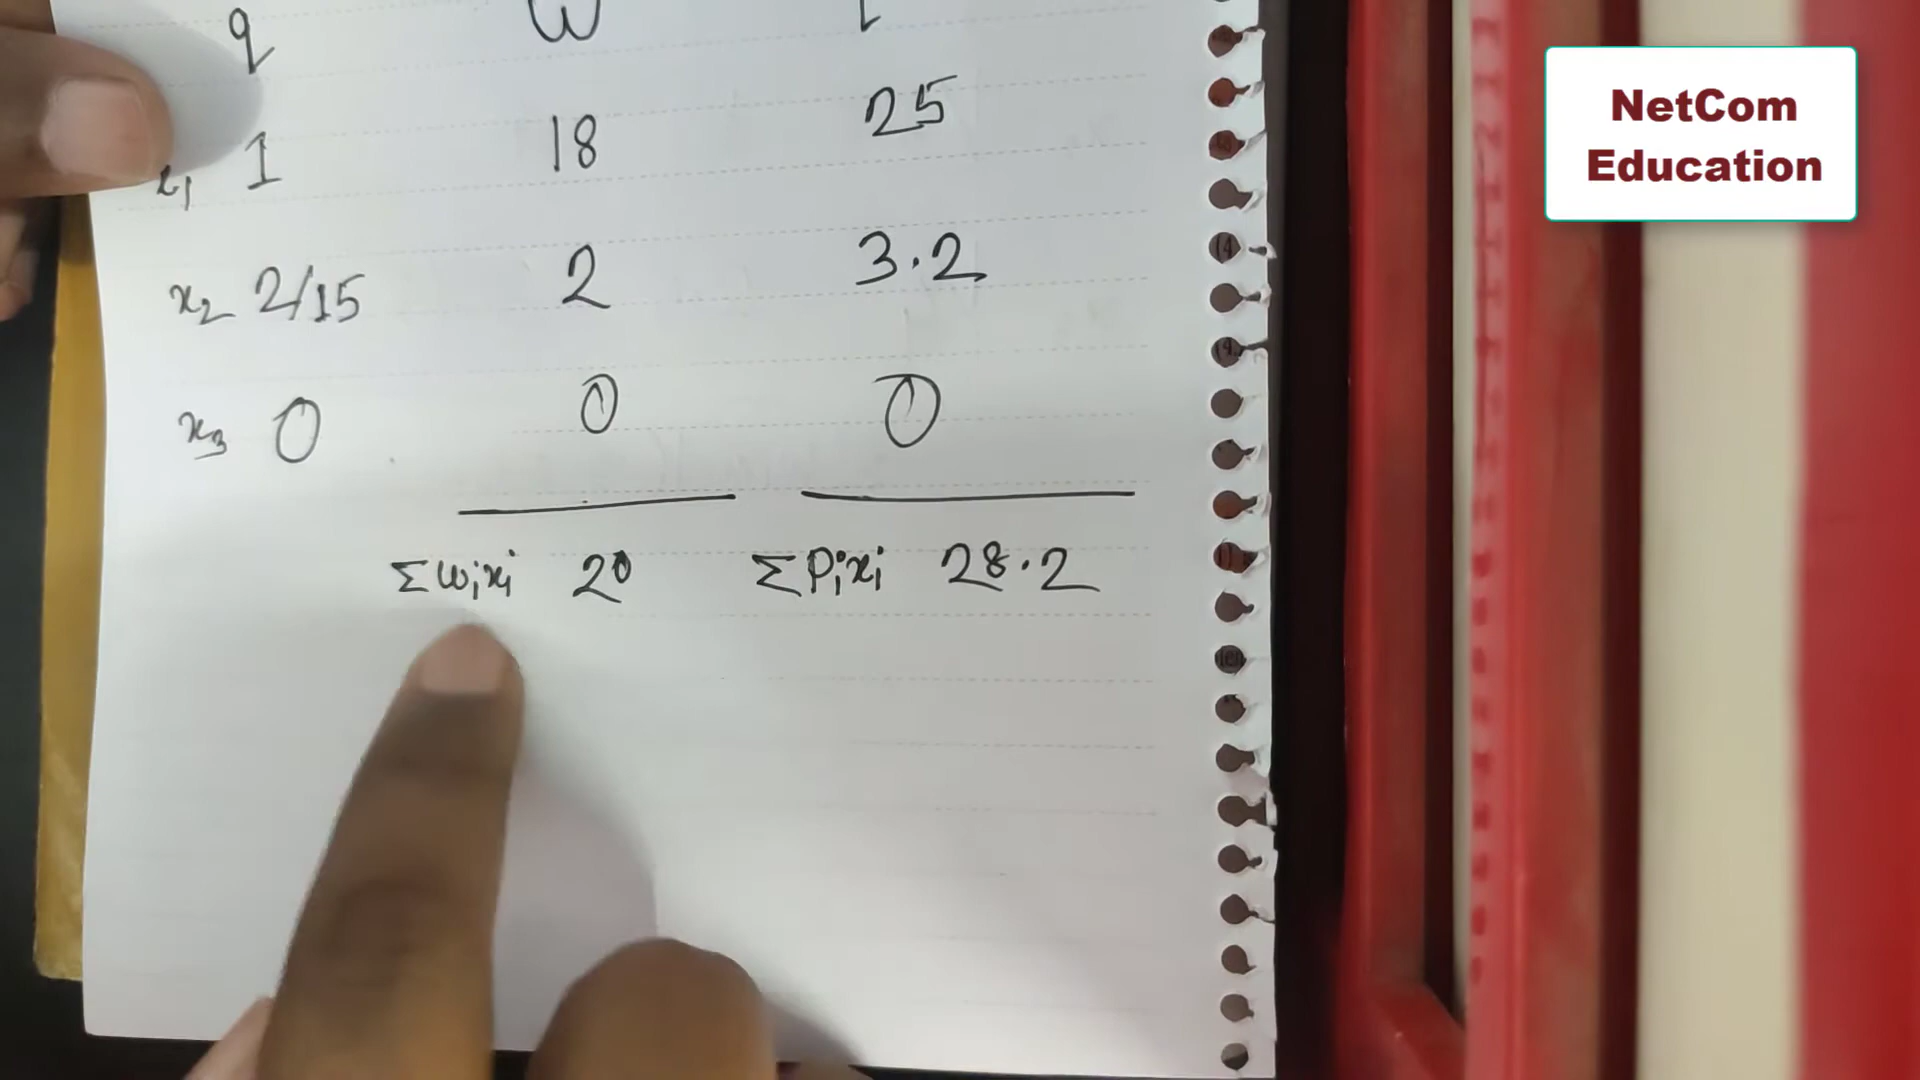 q W
x1 1 18 25
x2 2/15 2 3.2
x3 0 0 0
Σwixi 20 Σpixi 28.2
NetCom
Education